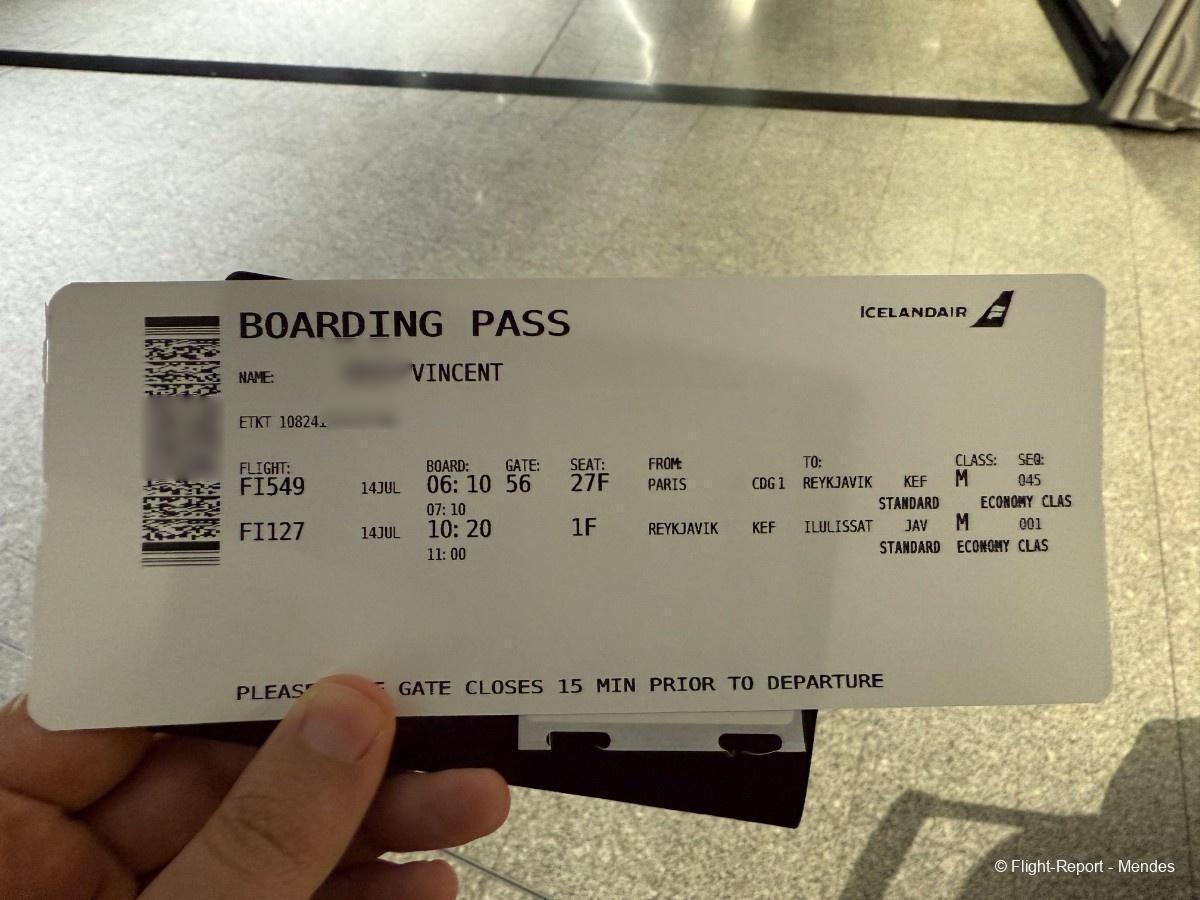 BOARDING PASS
ICELANDAIR
NAME: VINCENT
ETKT 10824
FLIGHT: BOARD: GATE: SEAT: FROM: TO: CLASS: SEQ:
FI549 14JUL 06:10 56 27F PARIS CDG1 REYKJAVIK KEF M 045
07:10 STANDARD ECONOMY CLAS
FI127 14JUL 10:20 1F REYKJAVIK KEF ILULISSAT JAV M 001
11:00 STANDARD ECONOMY CLAS
GATE CLOSES 15 MIN PRIOR TO DEPARTURE
© Flight-Report - Mendes